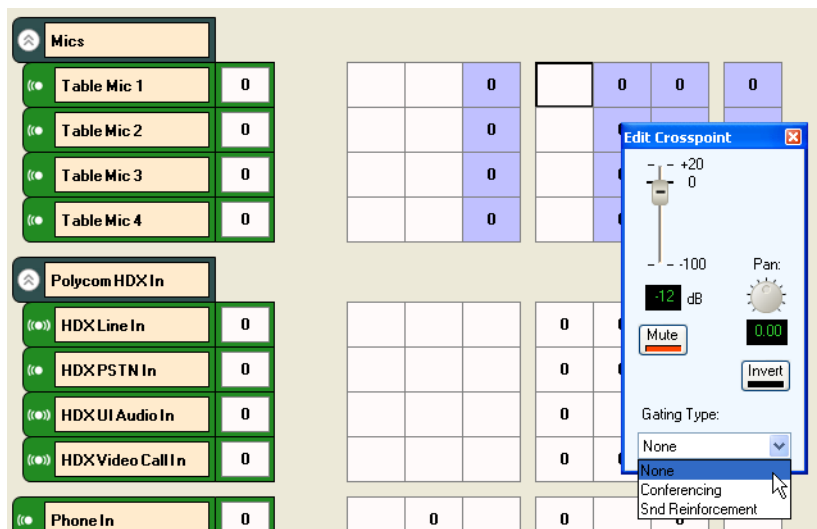 Mics
Table Mic 1 0 0 0 0 0
Table Mic 2 0 0
Table Mic 3 0 0
Table Mic 4 0 0
Edit Crosspoint
+20
0
-100
Pan:
-12 dB
0.00
Mute
Invert
Gating Type:
None
None
Conferencing
Snd Reinforcement
Polycom HDX In
HDX Line In 0 0
HDX PSTN In 0 0
HDX UI Audio In 0 0
HDX Video Call In 0 0
Phone In 0 0 0